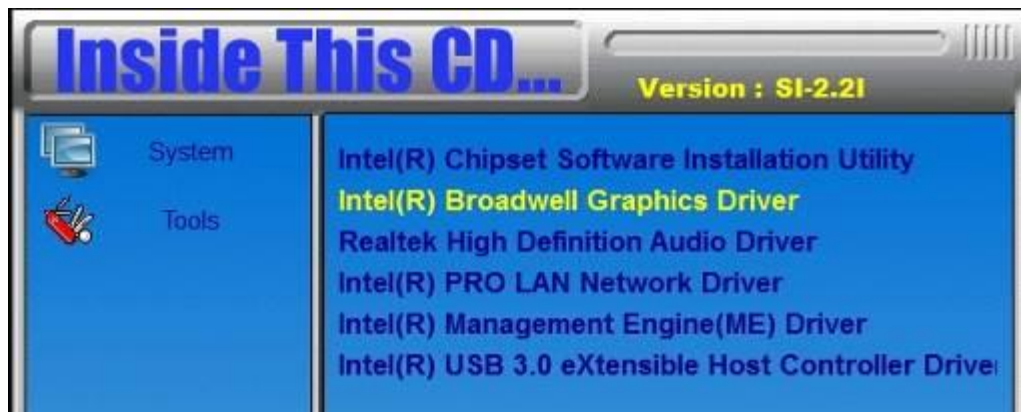 Inside This CD...
Version : SI-2.2I
System
Tools
Intel(R) Chipset Software Installation Utility
Intel(R) Broadwell Graphics Driver
Realtek High Definition Audio Driver
Intel(R) PRO LAN Network Driver
Intel(R) Management Engine(ME) Driver
Intel(R) USB 3.0 eXtensible Host Controller Driver